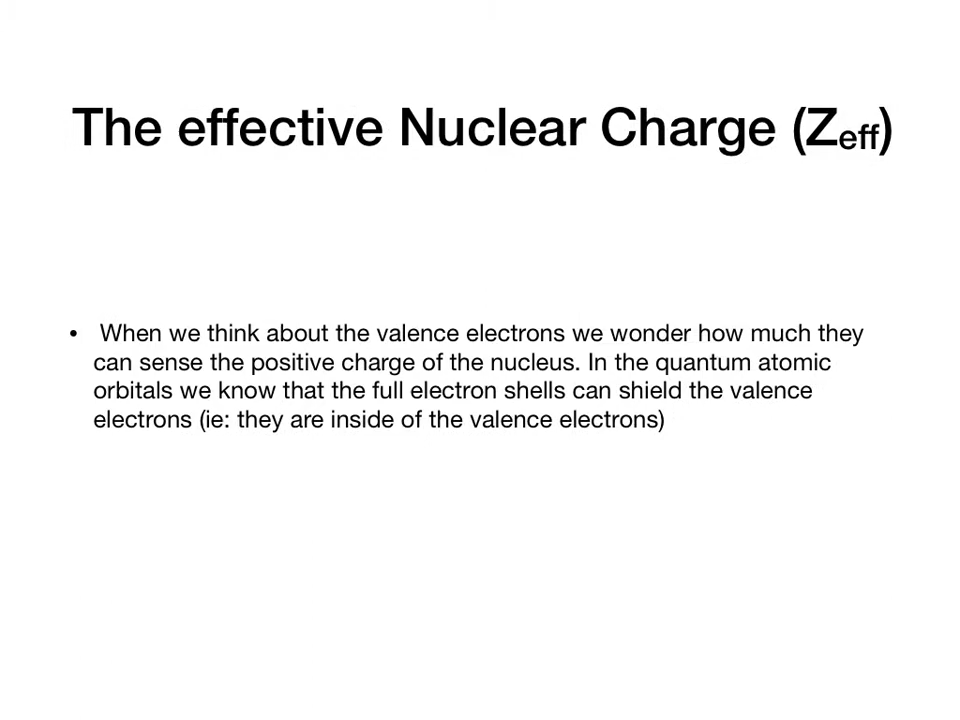 The effective Nuclear Charge (Zeff)
• When we think about the valence electrons we wonder how much they
can sense the positive charge of the nucleus. In the quantum atomic
orbitals we know that the full electron shells can shield the valence
electrons (ie: they are inside of the valence electrons)